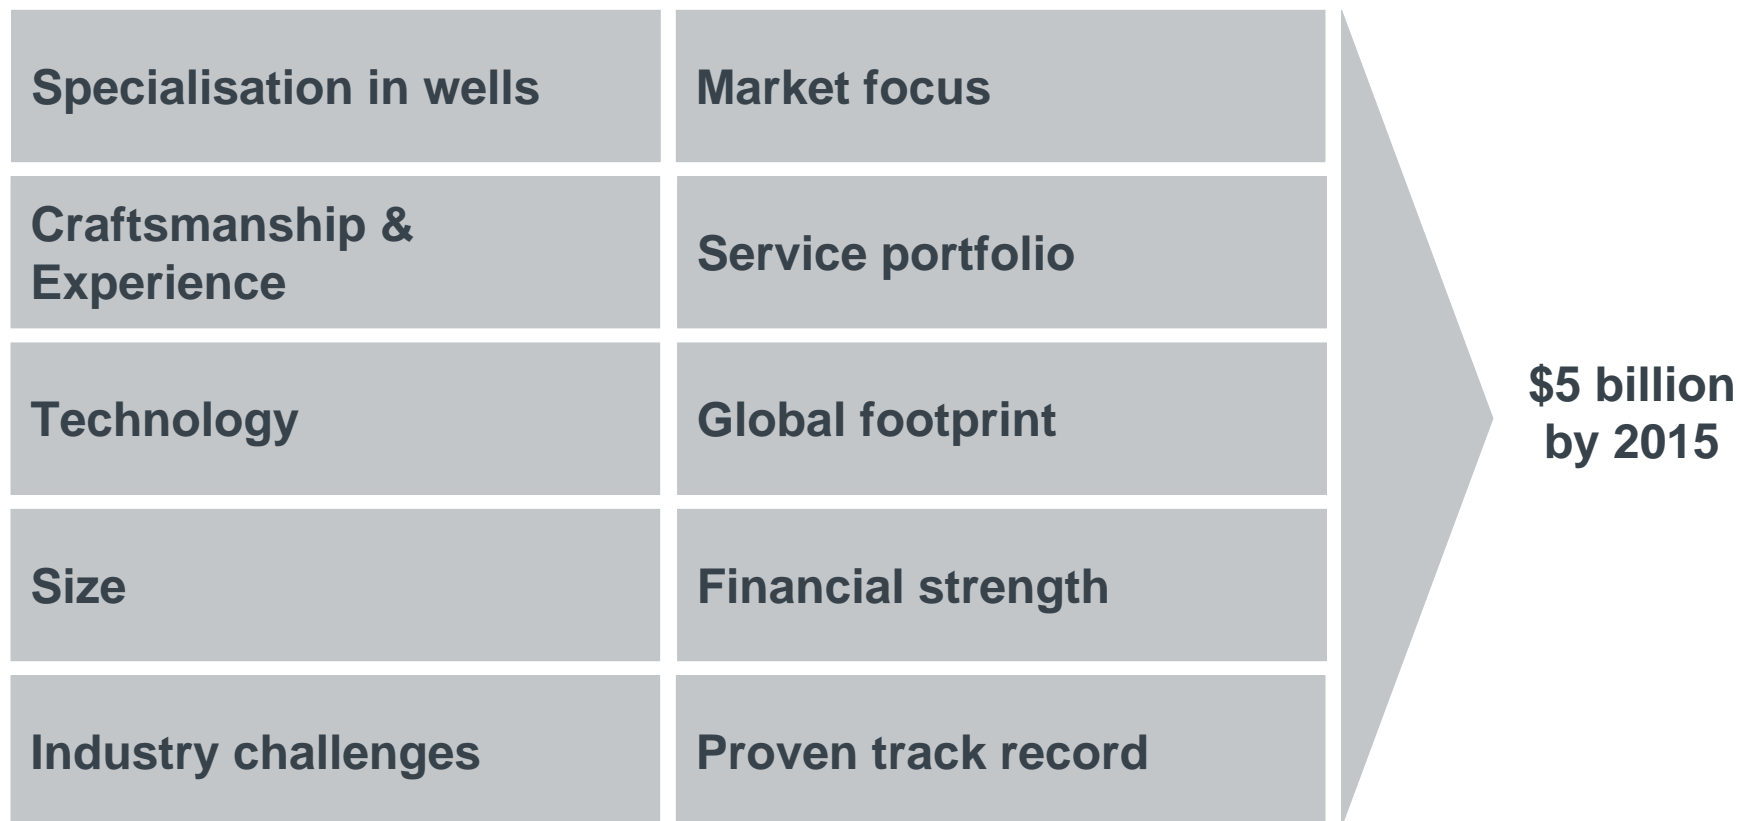 Specialisation in wells
Market focus
Craftsmanship &
Experience
Service portfolio
Technology
Global footprint
Size
Financial strength
Industry challenges
Proven track record
$5 billion
by 2015